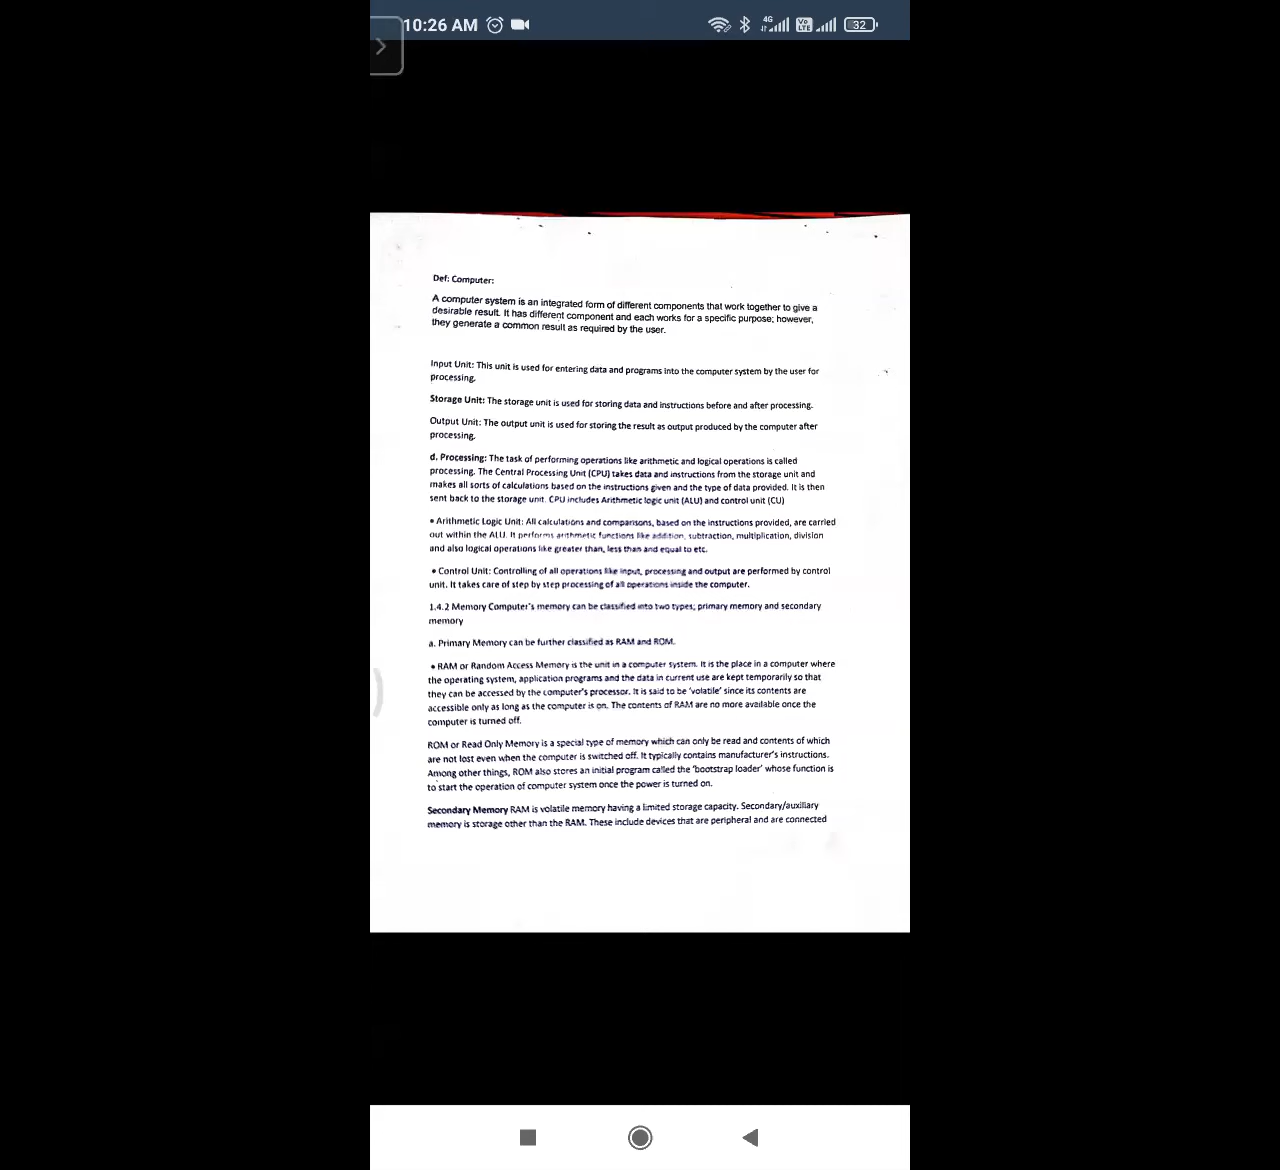 10:26 AM 4G Vo LTE 32
Def: Computer:
A computer system is an integrated form of different components that work together to give a
desirable result. It has different component and each works for a specific purpose; however,
they generate a common result as required by the user.
Input Unit: This unit is used for entering data and programs into the computer system by the user for
processing.
Storage Unit: The storage unit is used for storing data and instructions before and after processing.
Output Unit: The output unit is used for storing the result as output produced by the computer after
processing.
d. Processing: The task of performing operations like arithmetic and logical operations is called
processing. The Central Processing Unit (CPU) takes data and instructions from the storage unit and
makes all sorts of calculations based on the instructions given and the type of data provided. It is then
sent back to the storage unit. CPU includes Arithmetic logic unit (ALU) and control unit (CU)
• Arithmetic Logic Unit: All calculations and comparisons, based on the instructions provided, are carried
out within the ALU. It performs arithmetic functions like addition, subtraction, multiplication, division
and also logical operations like greater than, less than and equal to etc.
• Control Unit: Controlling of all operations like input, processing and output are performed by control
unit. It takes care of step by step processing of all operations inside the computer.
1.4.2 Memory Computer's memory can be classified into two types; primary memory and secondary
memory
a. Primary Memory can be further classified as RAM and ROM.
• RAM or Random Access Memory is the unit in a computer system. It is the place in a computer where
the operating system, application programs and the data in current use are kept temporarily so that
they can be accessed by the computer's processor. It is said to be 'volatile' since its contents are
accessible only as long as the computer is on. The contents of RAM are no more available once the
computer is turned off.
ROM or Read Only Memory is a special type of memory which can only be read and contents of which
are not lost even when the computer is switched off. It typically contains manufacturer's instructions.
Among other things, ROM also stores an initial program called the 'bootstrap loader' whose function is
to start the operation of computer system once the power is turned on.
Secondary Memory RAM is volatile memory having a limited storage capacity. Secondary/auxiliary
memory is storage other than the RAM. These include devices that are peripheral and are connected